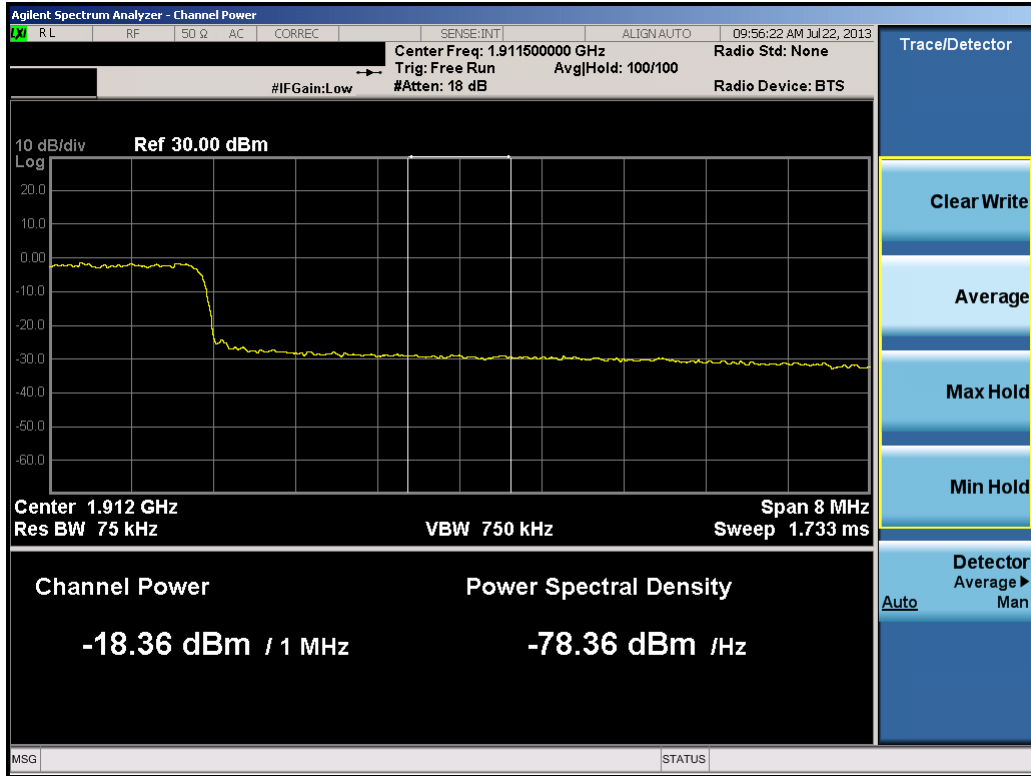 Agilent Spectrum Analyzer - Channel Power
LXI RL RF 50 Ω AC CORREC SENSE:INT ALIGN AUTO 09:56:22 AM Jul 22, 2013
Center Freq: 1.911500000 GHz Radio Std: None
Trig: Free Run Avg|Hold: 100/100
#IFGain:Low #Atten: 18 dB Radio Device: BTS
10 dB/div Ref 30.00 dBm
Log
20.0
10.0
0.00
-10.0
-20.0
-30.0
-40.0
-50.0
-60.0
Center 1.912 GHz Span 8 MHz
Res BW 75 kHz VBW 750 kHz Sweep 1.733 ms
Channel Power Power Spectral Density
-18.36 dBm / 1 MHz -78.36 dBm /Hz
MSG STATUS
Trace/Detector
Clear Write
Average
Max Hold
Min Hold
Detector
Average
Auto Man